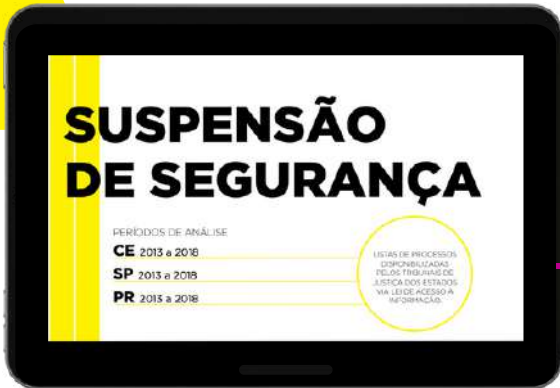 SUSPENSÃO
DE SEGURANÇA
PERÍODOS DE ANÁLISE
CE 2013 a 2018
SP 2013 a 2018
PR 2013 a 2018
LISTAS DE PROCESSOS
DISPONIBILIZADAS
PELOS TRIBUNAIS DE
JUSTIÇA DOS ESTADOS
VIA LEI DE ACESSO À
INFORMAÇÃO.